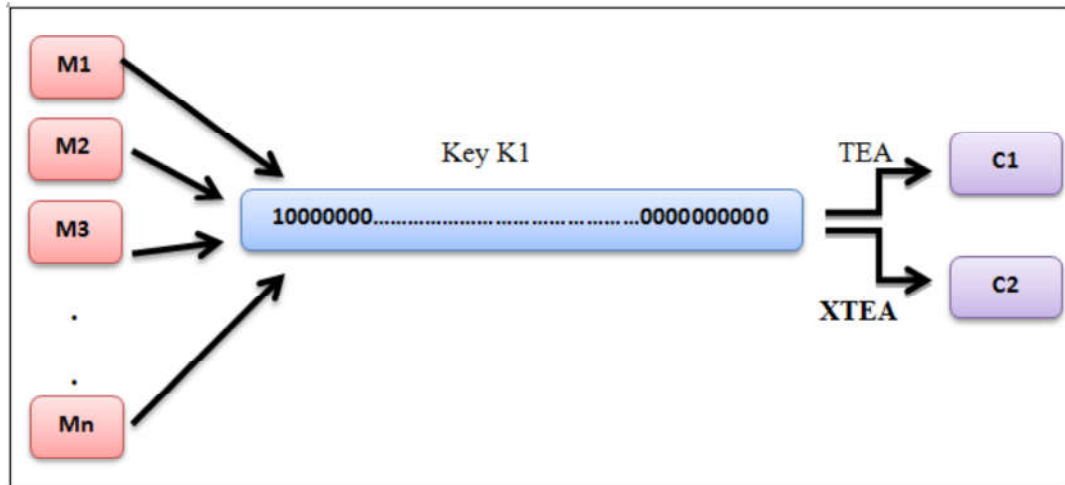 M1
M2
M3
.
.
Mn
Key K1
10000000.............................................0000000000
TEA
XTEA
C1
C2